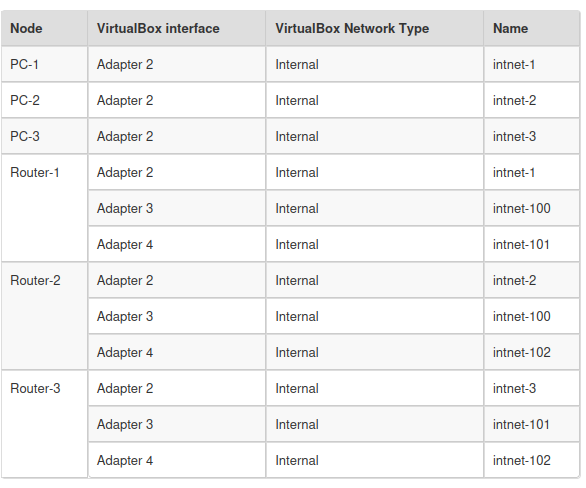 Node VirtualBox interface VirtualBox Network Type Name
PC-1 Adapter 2 Internal intnet-1
PC-2 Adapter 2 Internal intnet-2
PC-3 Adapter 2 Internal intnet-3
Router-1 Adapter 2 Internal intnet-1
Adapter 3 Internal intnet-100
Adapter 4 Internal intnet-101
Router-2 Adapter 2 Internal intnet-2
Adapter 3 Internal intnet-100
Adapter 4 Internal intnet-102
Router-3 Adapter 2 Internal intnet-3
Adapter 3 Internal intnet-101
Adapter 4 Internal intnet-102